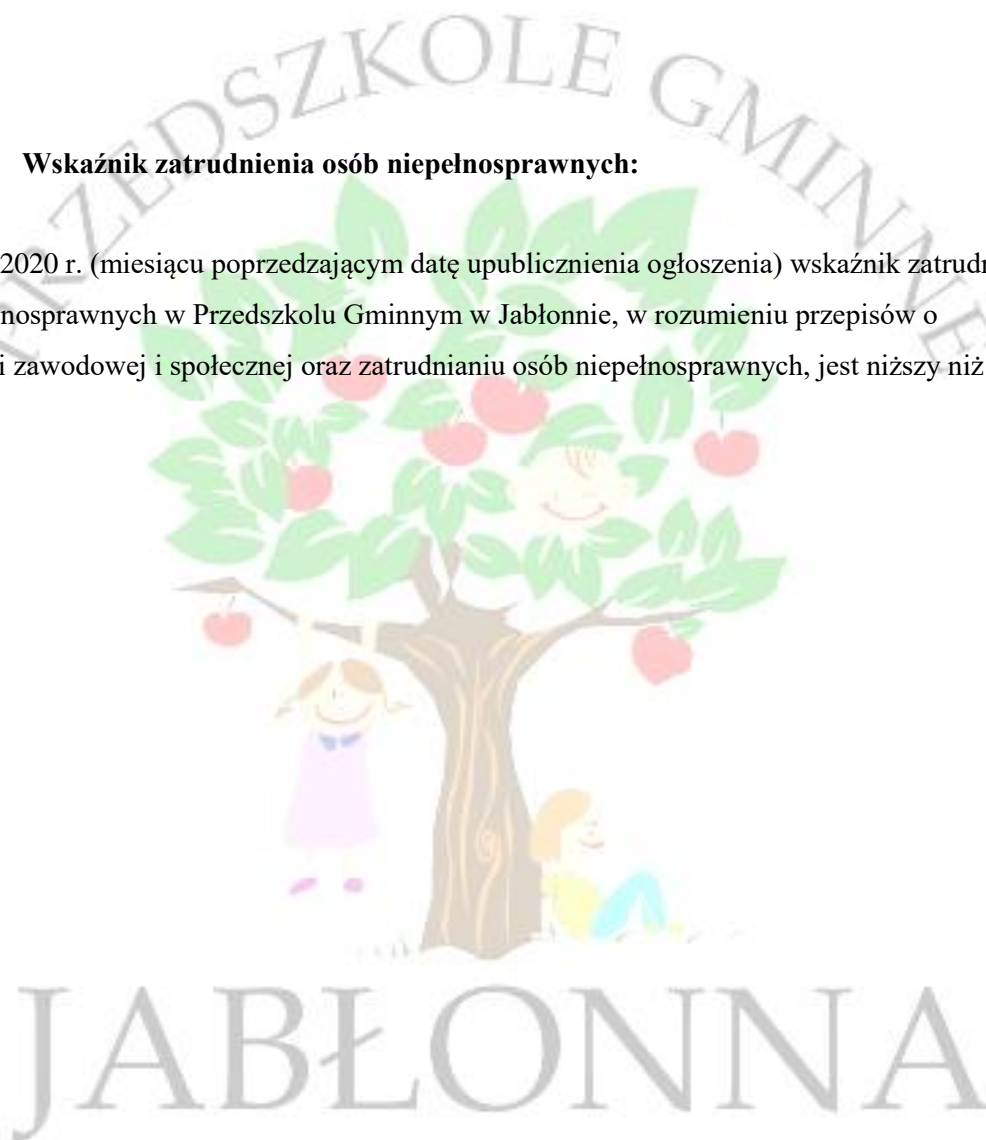 PRZEDSZKOLE GMINNE
Wskaźnik zatrudnienia osób niepełnosprawnych:
2020 r. (miesiącu poprzedzającym datę upublicznienia ogłoszenia) wskaźnik zatrudn
nosprawnych w Przedszkolu Gminnym w Jabłonnie, w rozumieniu przepisów o
i zawodowej i społecznej oraz zatrudnianiu osób niepełnosprawnych, jest niższy niż
JABŁONNA